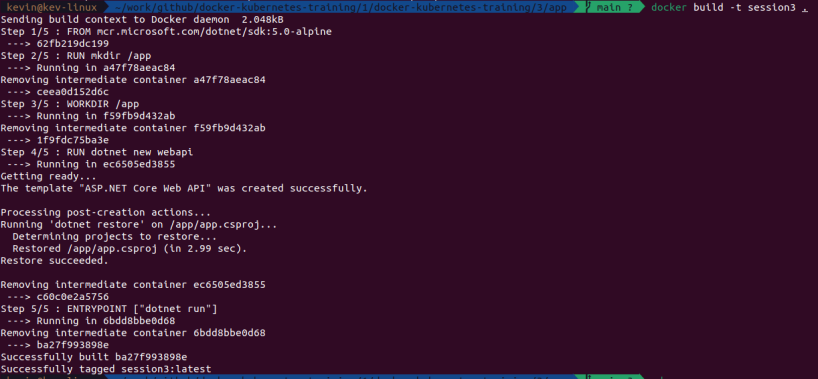 kevin@kev-linux ~/work/github/docker-kubernetes-training/1/docker-kubernetes-training/3/app main ? docker build -t session3 .
Sending build context to Docker daemon  2.048kB
Step 1/5 : FROM mcr.microsoft.com/dotnet/sdk:5.0-alpine
 ---> 62fb219dc199
Step 2/5 : RUN mkdir /app
 ---> Running in a47f78aeac84
Removing intermediate container a47f78aeac84
 ---> ceea0d152d6c
Step 3/5 : WORKDIR /app
 ---> Running in f59fb9d432ab
Removing intermediate container f59fb9d432ab
 ---> 1f9fdc75ba3e
Step 4/5 : RUN dotnet new webapi
 ---> Running in ec6505ed3855
Getting ready...
The template "ASP.NET Core Web API" was created successfully.

Processing post-creation actions...
Running 'dotnet restore' on /app/app.csproj...
  Determining projects to restore...
  Restored /app/app.csproj (in 2.99 sec).
Restore succeeded.

Removing intermediate container ec6505ed3855
 ---> c60c0e2a5756
Step 5/5 : ENTRYPOINT ["dotnet run"]
 ---> Running in 6bdd8bbe0d68
Removing intermediate container 6bdd8bbe0d68
 ---> ba27f993898e
Successfully built ba27f993898e
Successfully tagged session3:latest